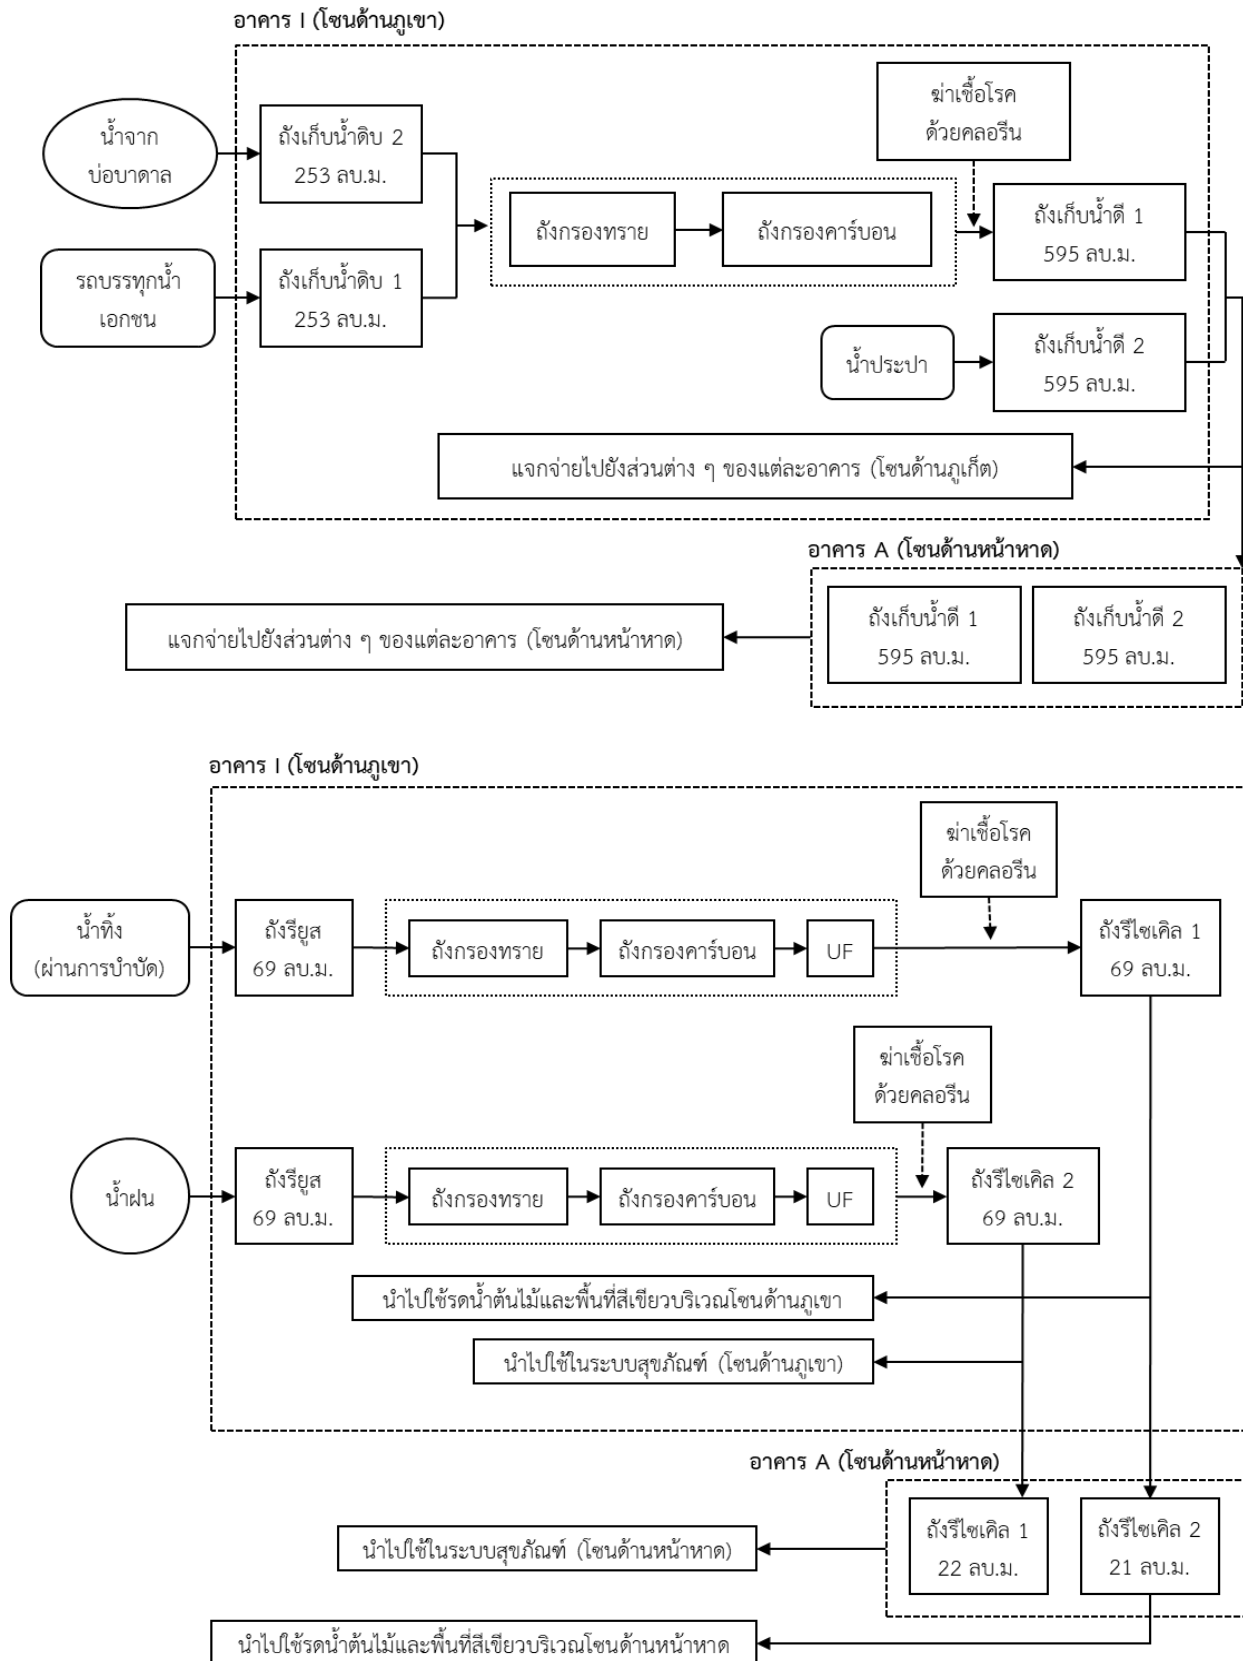 อาคาร I (โซนด้านภูเขา)
น้ำจาก
บ่อบาดาล
ถังเก็บน้ำดิบ 2
253 ลบ.ม.
ฆ่าเชื้อโรค
ด้วยคลอรีน
รถบรรทุกน้ำ
เอกชน
ถังเก็บน้ำดิบ 1
253 ลบ.ม.
ถังกรองทราย
ถังกรองคาร์บอน
ถังเก็บน้ำดี 1
595 ลบ.ม.
น้ำประปา
ถังเก็บน้ำดี 2
595 ลบ.ม.
แจกจ่ายไปยังส่วนต่าง ๆ ของแต่ละอาคาร (โซนด้านภูเก็ต)
อาคาร A (โซนด้านหน้าหาด)
แจกจ่ายไปยังส่วนต่าง ๆ ของแต่ละอาคาร (โซนด้านหน้าหาด)
ถังเก็บน้ำดี 1
595 ลบ.ม.
ถังเก็บน้ำดี 2
595 ลบ.ม.
อาคาร I (โซนด้านภูเขา)
ฆ่าเชื้อโรค
ด้วยคลอรีน
น้ำทิ้ง
(ผ่านการบำบัด)
ถังรียูส
69 ลบ.ม.
ถังกรองทราย
ถังกรองคาร์บอน
UF
ถังรีไซเคิล 1
69 ลบ.ม.
ฆ่าเชื้อโรค
ด้วยคลอรีน
น้ำฝน
ถังรียูส
69 ลบ.ม.
ถังกรองทราย
ถังกรองคาร์บอน
UF
ถังรีไซเคิล 2
69 ลบ.ม.
นำไปใช้รดน้ำต้นไม้และพื้นที่สีเขียวบริเวณโซนด้านภูเขา
นำไปใช้ในระบบสุขภัณฑ์ (โซนด้านภูเขา)
อาคาร A (โซนด้านหน้าหาด)
ถังรีไซเคิล 1
22 ลบ.ม.
ถังรีไซเคิล 2
21 ลบ.ม.
นำไปใช้ในระบบสุขภัณฑ์ (โซนด้านหน้าหาด)
นำไปใช้รดน้ำต้นไม้และพื้นที่สีเขียวบริเวณโซนด้านหน้าหาด